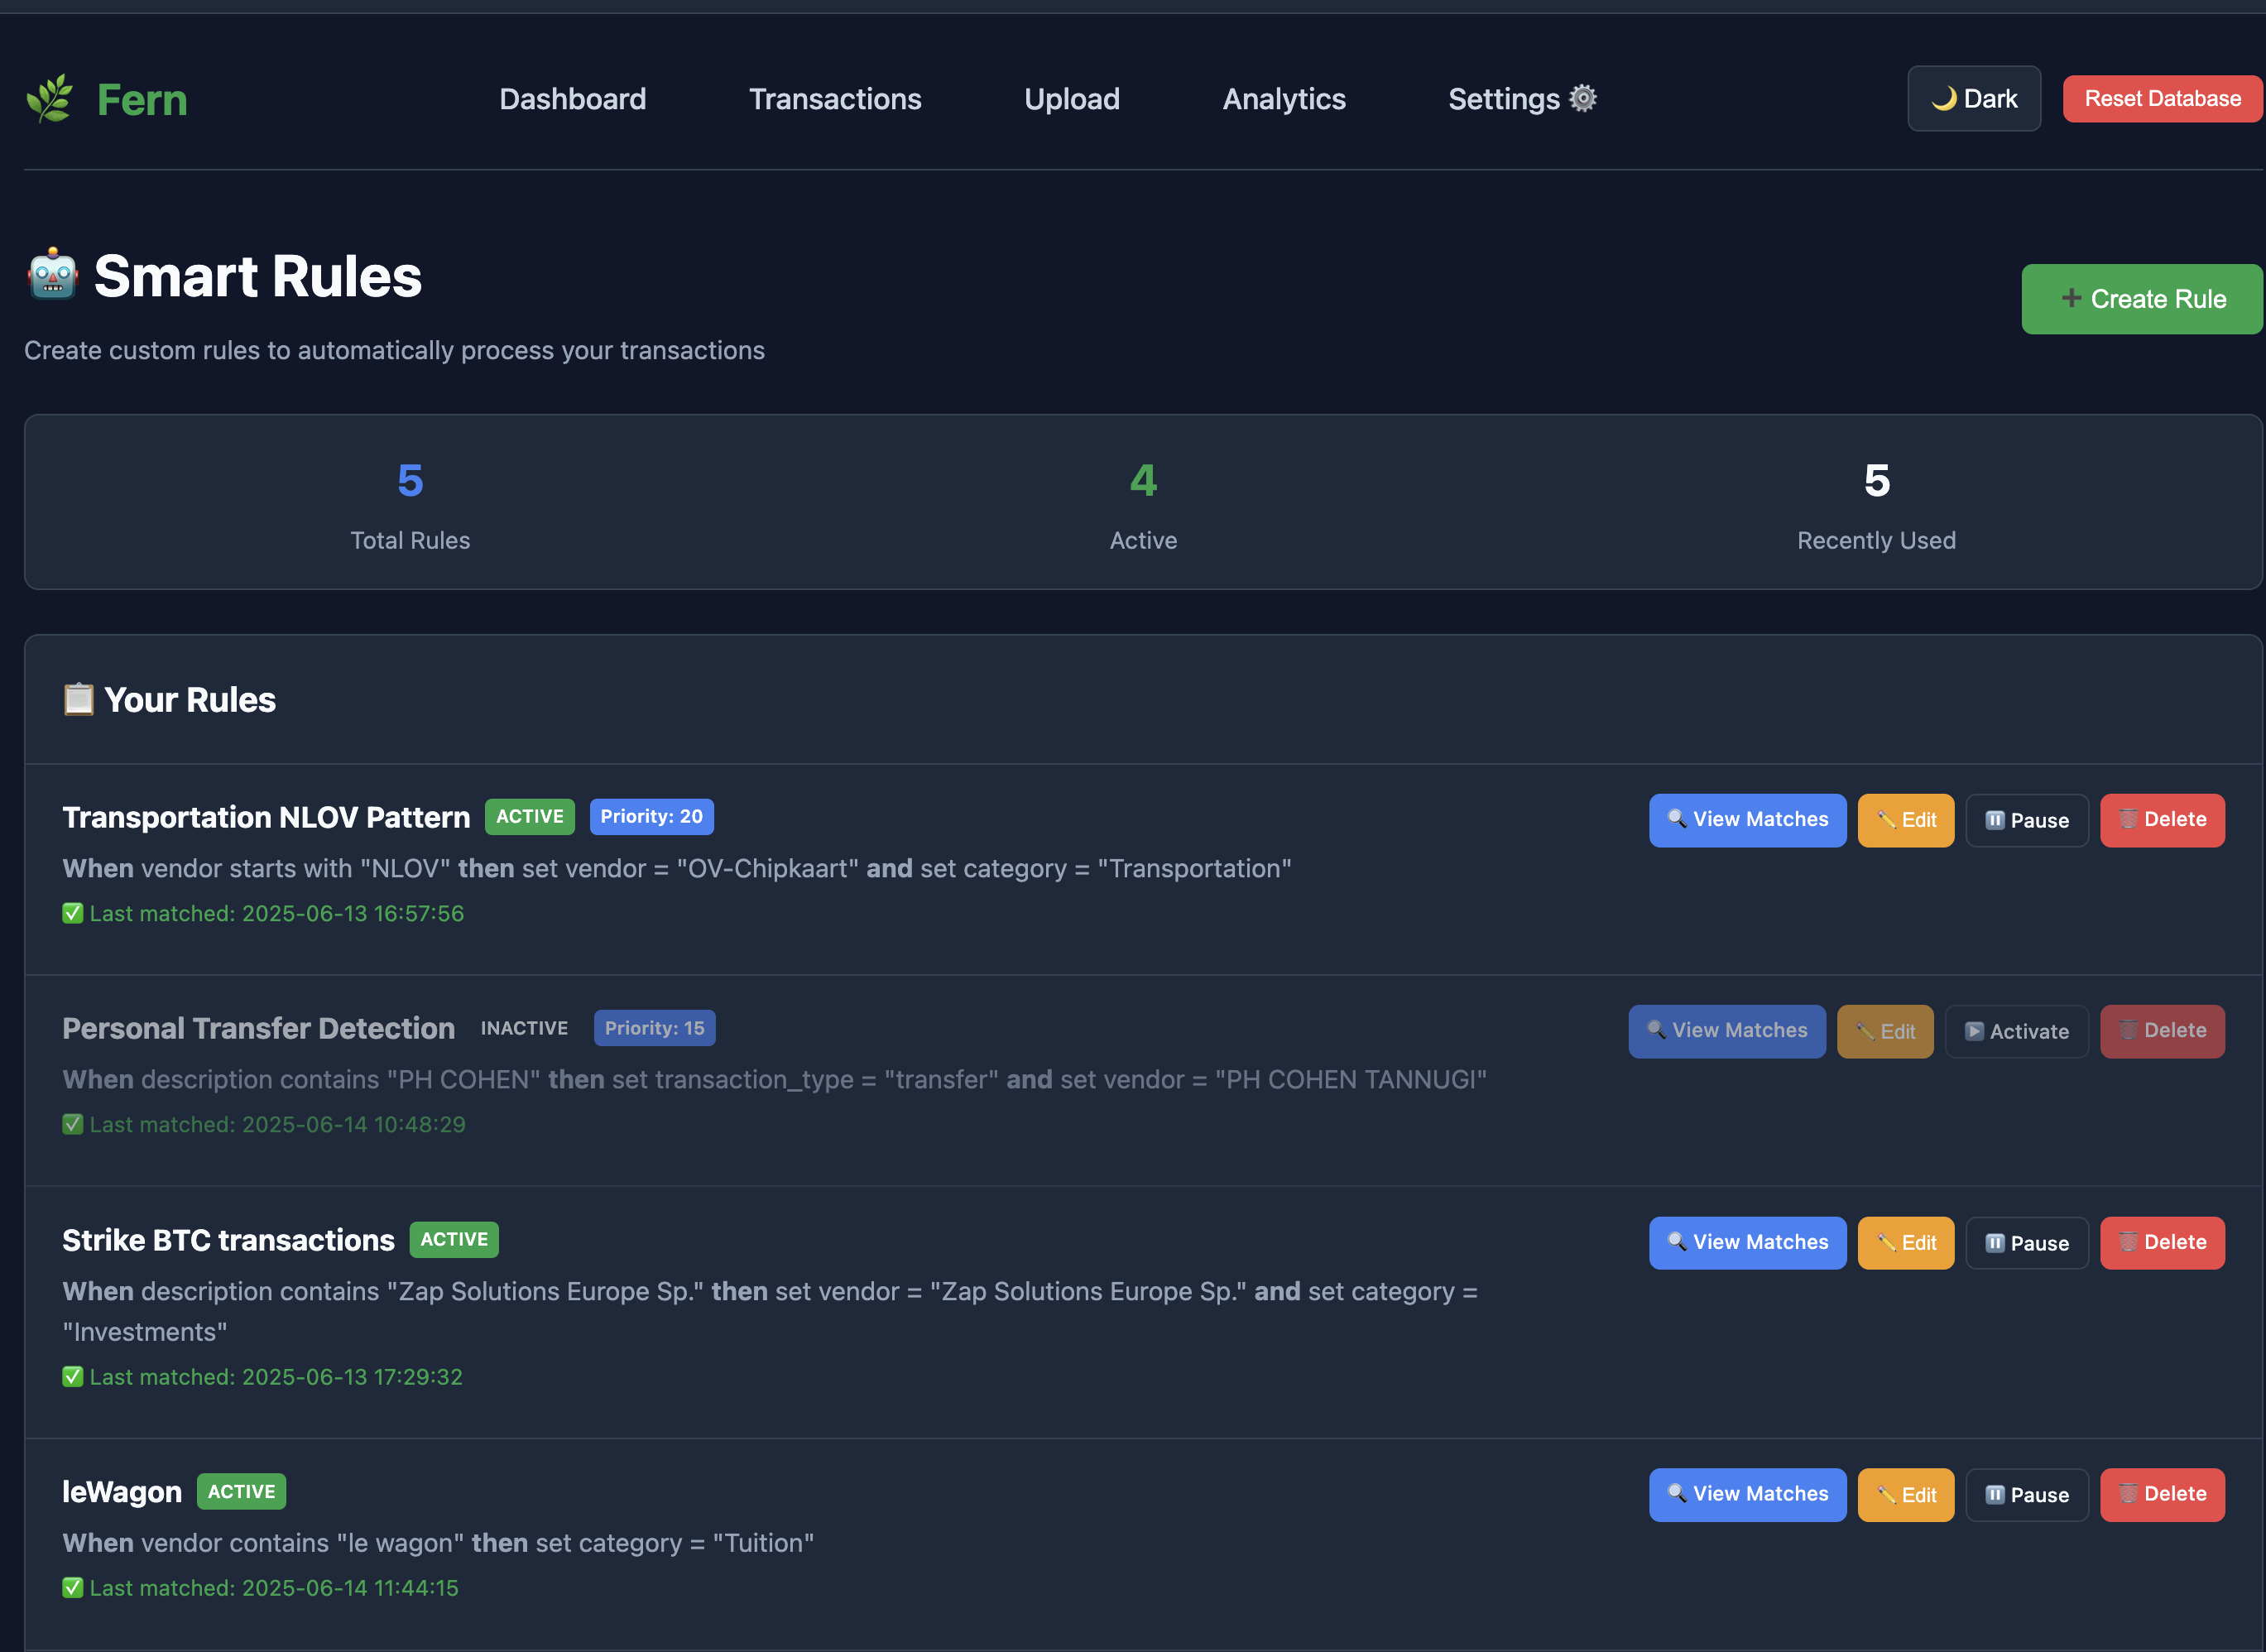 Fern
Dashboard
Transactions
Upload
Analytics
Settings ⚙️
🌙 Dark
Reset Database
🤖 Smart Rules
➕ Create Rule
Create custom rules to automatically process your transactions
5
4
5
Total Rules
Active
Recently Used
📋 Your Rules
Transportation NLOV Pattern ACTIVE Priority: 20
🔍 View Matches ✏️ Edit ⏸️ Pause 🗑️ Delete
When vendor starts with "NLOV" then set vendor = "OV-Chipkaart" and set category = "Transportation"
✅ Last matched: 2025-06-13 16:57:56
Personal Transfer Detection INACTIVE Priority: 15
🔍 View Matches ✏️ Edit ▶️ Activate 🗑️ Delete
When description contains "PH COHEN" then set transaction_type = "transfer" and set vendor = "PH COHEN TANNUGI"
✅ Last matched: 2025-06-14 10:48:29
Strike BTC transactions ACTIVE
🔍 View Matches ✏️ Edit ⏸️ Pause 🗑️ Delete
When description contains "Zap Solutions Europe Sp." then set vendor = "Zap Solutions Europe Sp." and set category =
"Investments"
✅ Last matched: 2025-06-13 17:29:32
leWagon ACTIVE
🔍 View Matches ✏️ Edit ⏸️ Pause 🗑️ Delete
When vendor contains "le wagon" then set category = "Tuition"
✅ Last matched: 2025-06-14 11:44:15